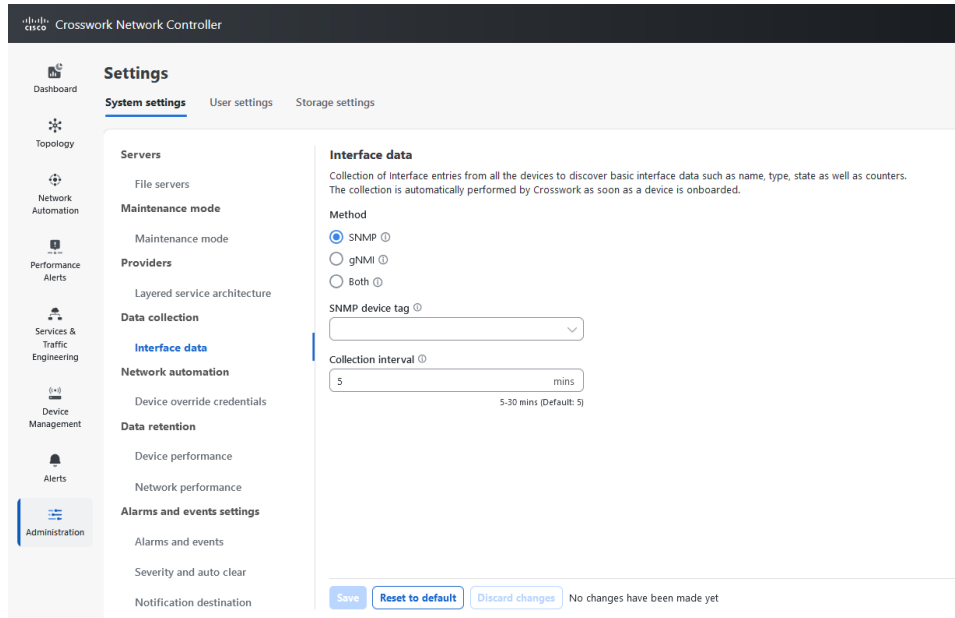 cisco Crosswork Network Controller
Dashboard
Topology
Network
Automation
Performance
Alerts
Services &
Traffic
Engineering
Device
Management
Alerts
Administration
Settings
System settings User settings Storage settings
Servers
File servers
Maintenance mode
Maintenance mode
Providers
Layered service architecture
Data collection
Interface data
Network automation
Device override credentials
Data retention
Device performance
Network performance
Alarms and events settings
Alarms and events
Severity and auto clear
Notification destination
Interface data
Collection of Interface entries from all the devices to discover basic interface data such as name, type, state as well as counters.
The collection is automatically performed by Crosswork as soon as a device is onboarded.
Method
SNMP
gNMI
Both
SNMP device tag
Collection interval
5 mins
5-30 mins (Default: 5)
Save Reset to default Discard changes No changes have been made yet